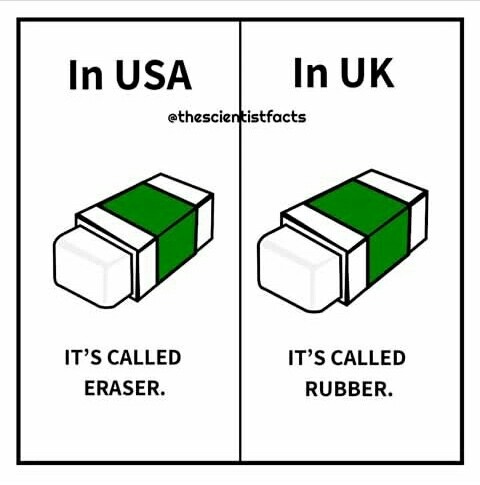 In USA
In UK
@thescientistfacts
IT'S CALLED
ERASER.
IT'S CALLED
RUBBER.